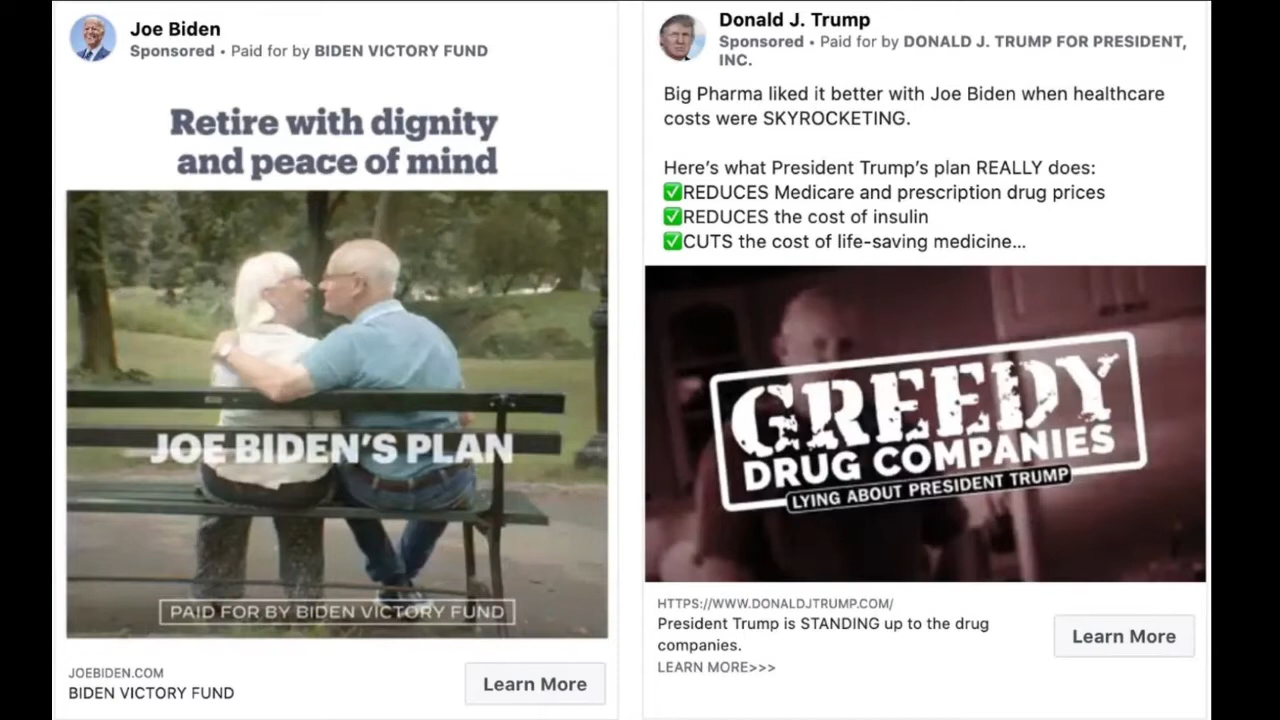 Joe Biden
Sponsored • Paid for by BIDEN VICTORY FUND
Retire with dignity
and peace of mind
JOE BIDEN'S PLAN
PAID FOR BY BIDEN VICTORY FUND
JOEBIDEN.COM
BIDEN VICTORY FUND
Learn More
Donald J. Trump
Sponsored • Paid for by DONALD J. TRUMP FOR PRESIDENT,
INC.
Big Pharma liked it better with Joe Biden when healthcare
costs were SKYROCKETING.
Here's what President Trump's plan REALLY does:
✅REDUCES Medicare and prescription drug prices
✅REDUCES the cost of insulin
✅CUTS the cost of life-saving medicine...
GREEDY
DRUG COMPANIES
LYING ABOUT PRESIDENT TRUMP
HTTPS://WWW.DONALDJTRUMP.COM/
President Trump is STANDING up to the drug
companies.
LEARN MORE>>>
Learn More